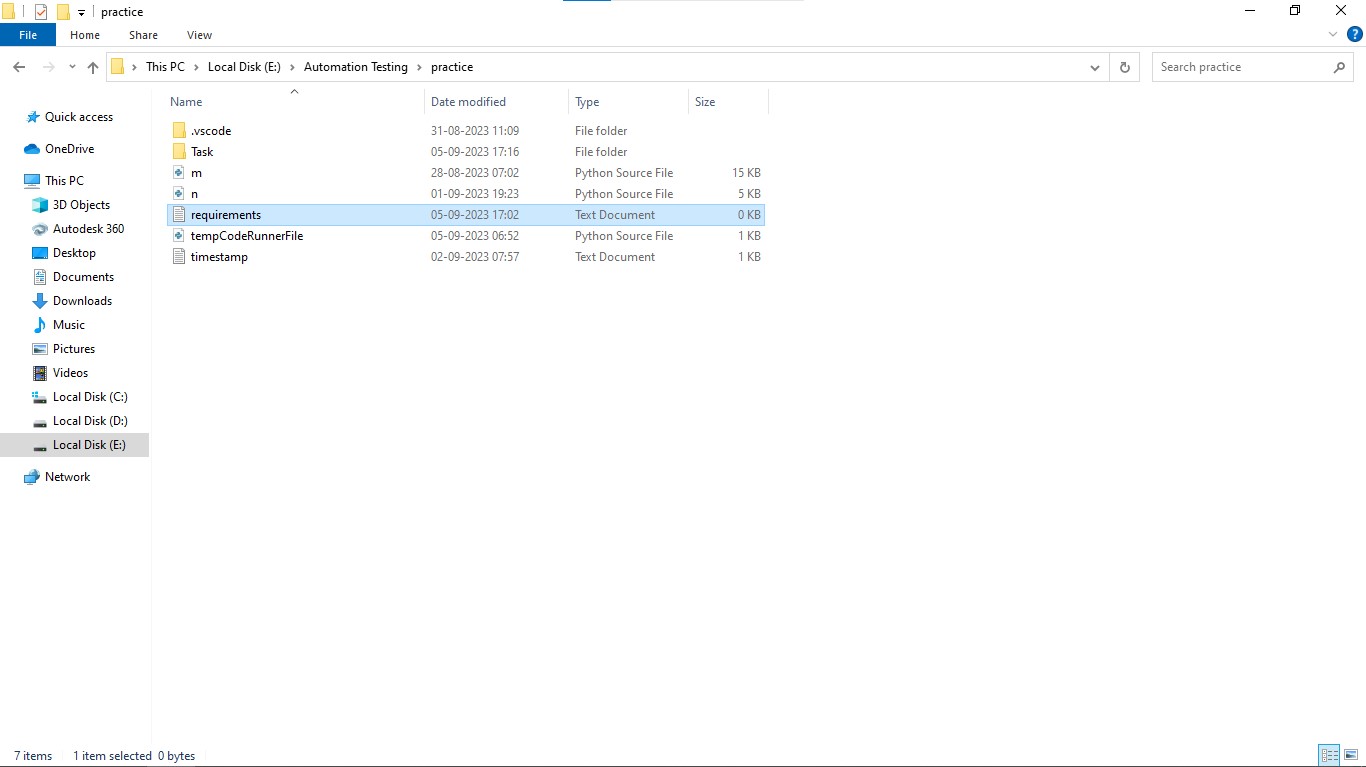 practice
File Home Share View
This PC Local Disk (E:) Automation Testing practice Search practice
Name Date modified Type Size
.vscode 31-08-2023 11:09 File folder
Task 05-09-2023 17:16 File folder
m 28-08-2023 07:02 Python Source File 15 KB
n 01-09-2023 19:23 Python Source File 5 KB
requirements 05-09-2023 17:02 Text Document 0 KB
tempCodeRunnerFile 05-09-2023 06:52 Python Source File 1 KB
timestamp 02-09-2023 07:57 Text Document 1 KB
Quick access
OneDrive
This PC
3D Objects
Autodesk 360
Desktop
Documents
Downloads
Music
Pictures
Videos
Local Disk (C:)
Local Disk (D:)
Local Disk (E:)
Network
7 items 1 item selected 0 bytes